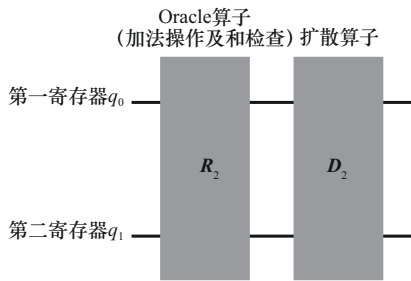 Oracle算子
(加法操作及和检查) 扩散算子
第一寄存器q₀
R₂
D₂
第二寄存器q₁